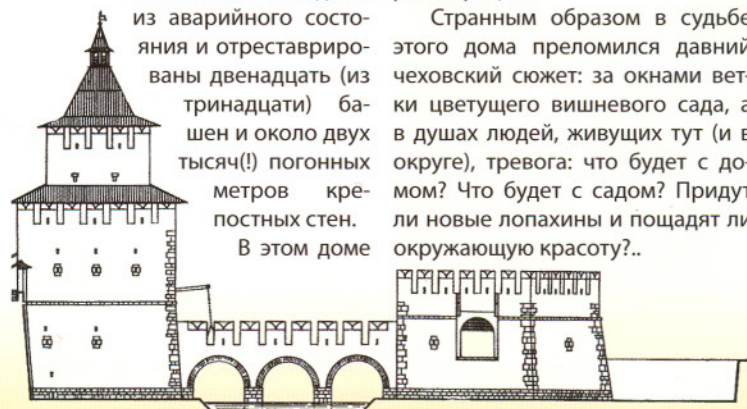 из аварийного состо-
яния и отреставриро-
ваны двенадцать (из
тринадцати) ба-
шен и около двух
тысяч(!) погонных
метров кре-
постных стен.
В этом доме
Странным образом в судьбе
этого дома преломился давний
чеховский сюжет: за окнами вет-
ки цветущего вишневого сада, а
в душах людей, живущих тут (и в
округе), тревога: что будет с до-
мом? Что будет с садом? Придут
ли новые лопахины и пощадят ли
окружающую красоту?..